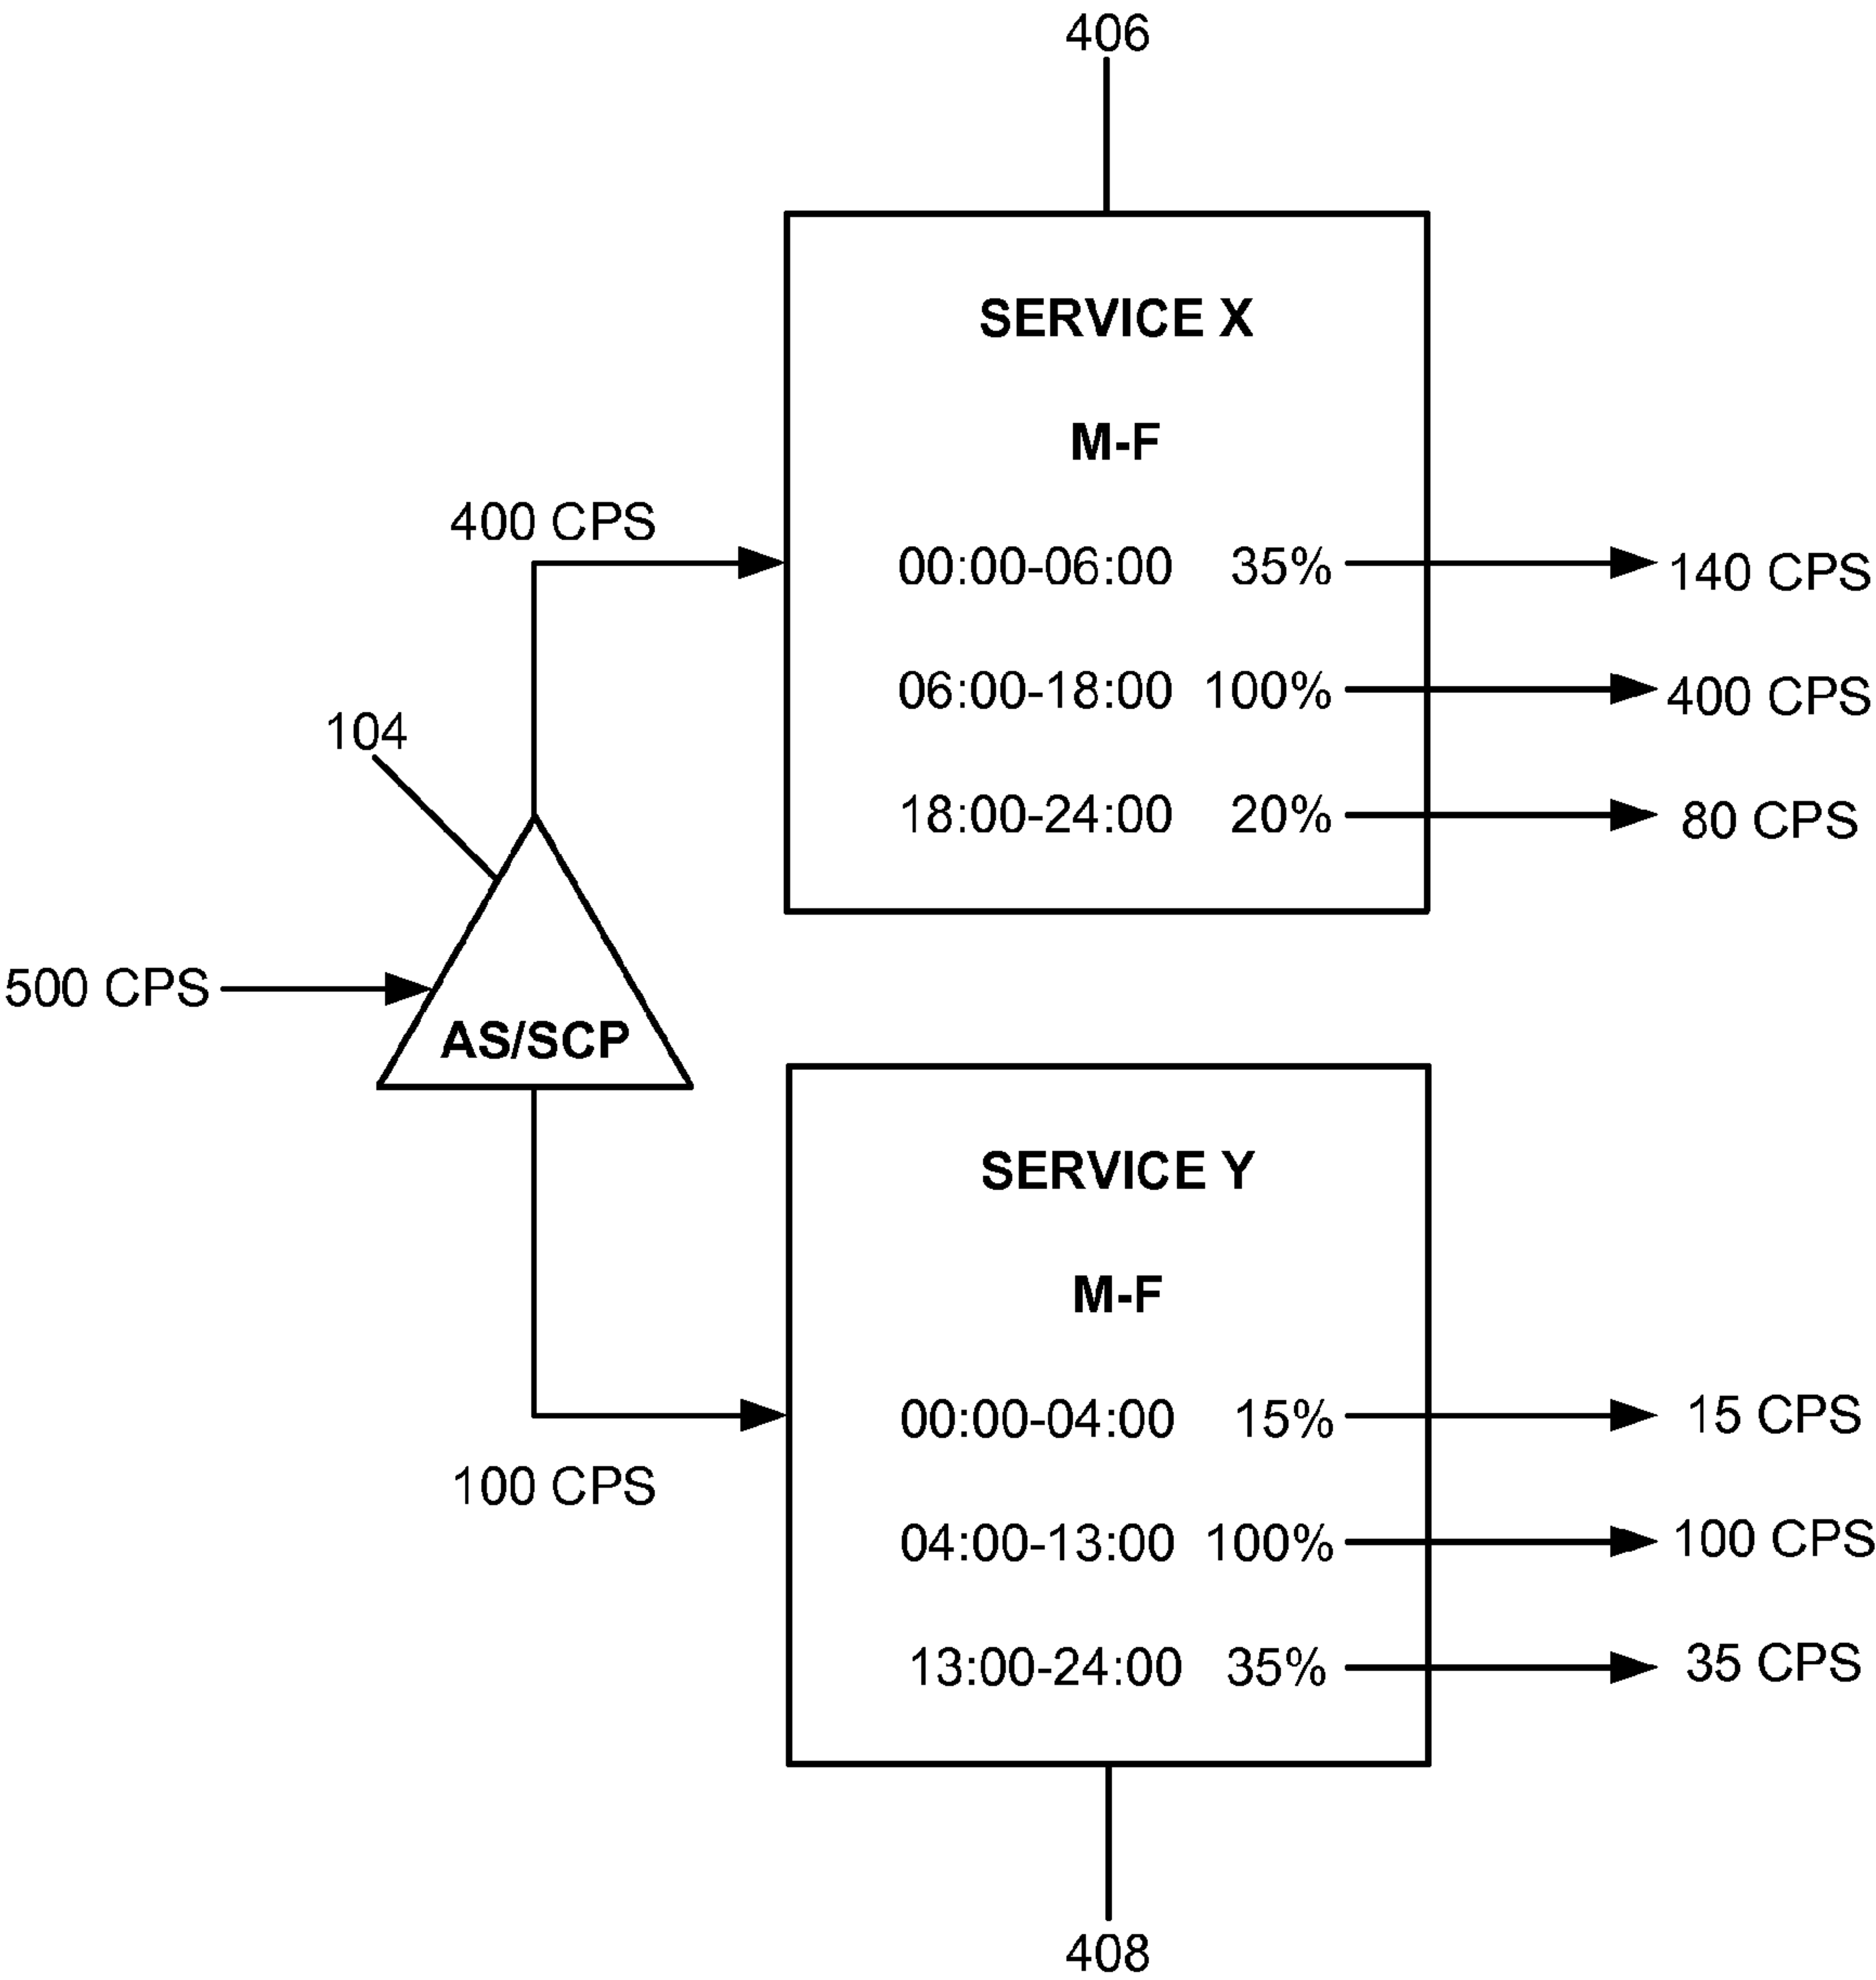 406
SERVICE X
M-F
400 CPS
00:00-06:00 35% 140 CPS
06:00-18:00 100% 400 CPS
104
18:00-24:00 20% 80 CPS
500 CPS
AS/SCP
SERVICE Y
M-F
00:00-04:00 15% 15 CPS
100 CPS
04:00-13:00 100% 100 CPS
13:00-24:00 35% 35 CPS
408